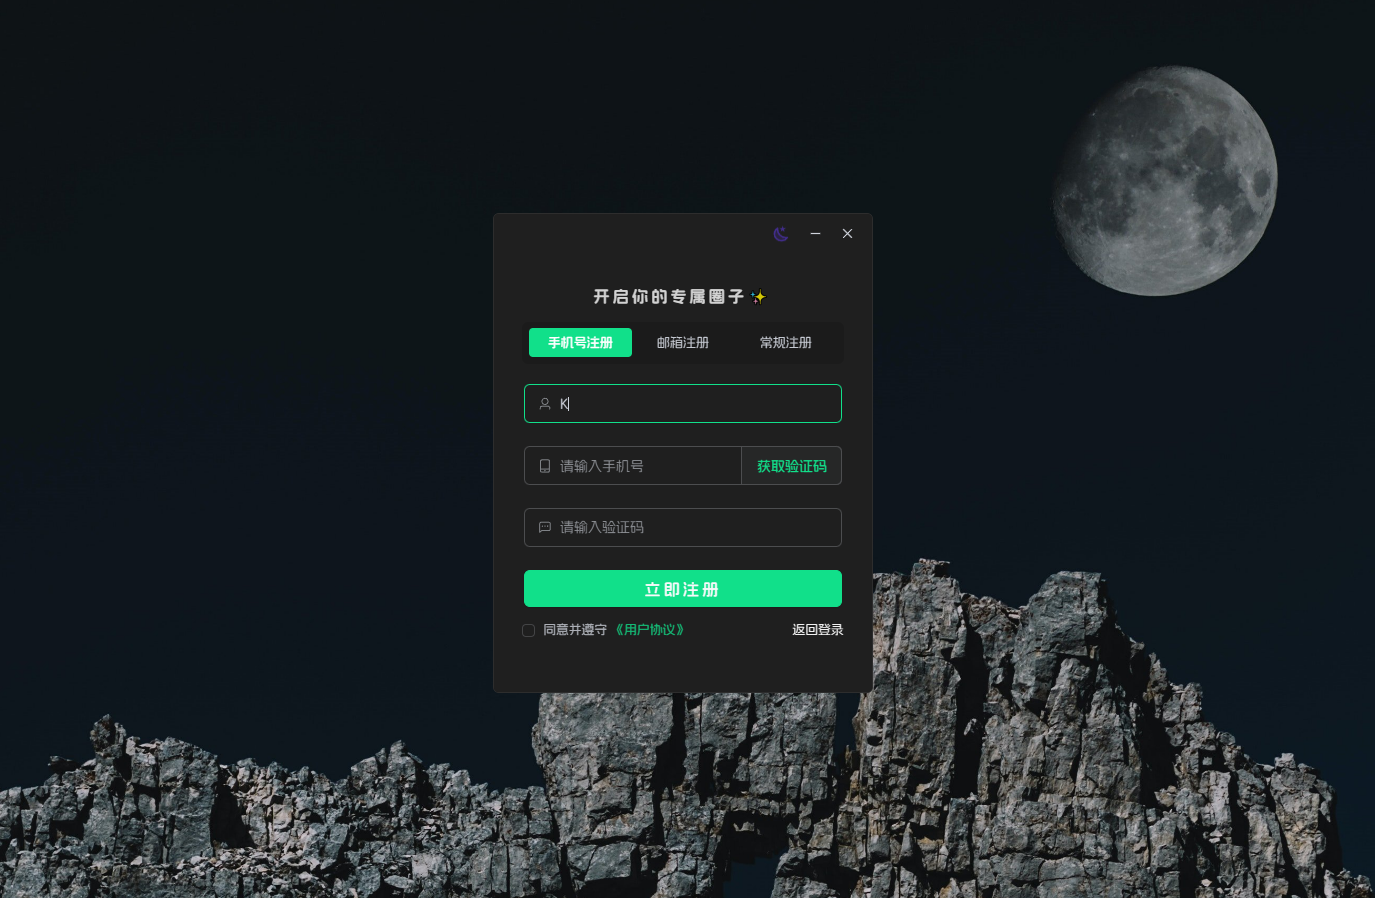 开启你的专属圈子✨
手机号注册 邮箱注册 常规注册
K
请输入手机号 获取验证码
请输入验证码
立即注册
同意并遵守《用户协议》 返回登录